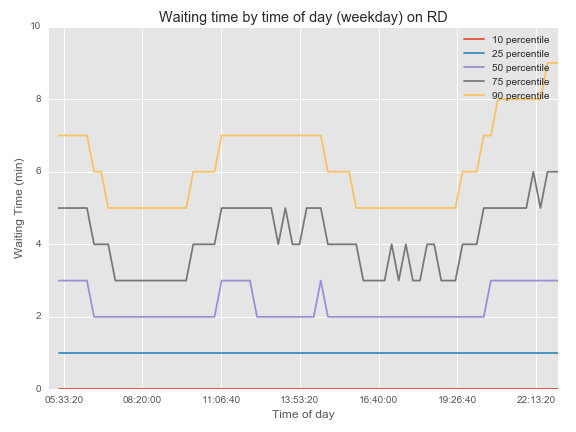 Waiting time by time of day (weekday) on RD
10 percentile
25 percentile
50 percentile
75 percentile
90 percentile
Waiting Time (min)
10
8
6
4
2
0
05:33:20 08:20:00 11:06:40 13:53:20 16:40:00 19:26:40 22:13:20
Time of day